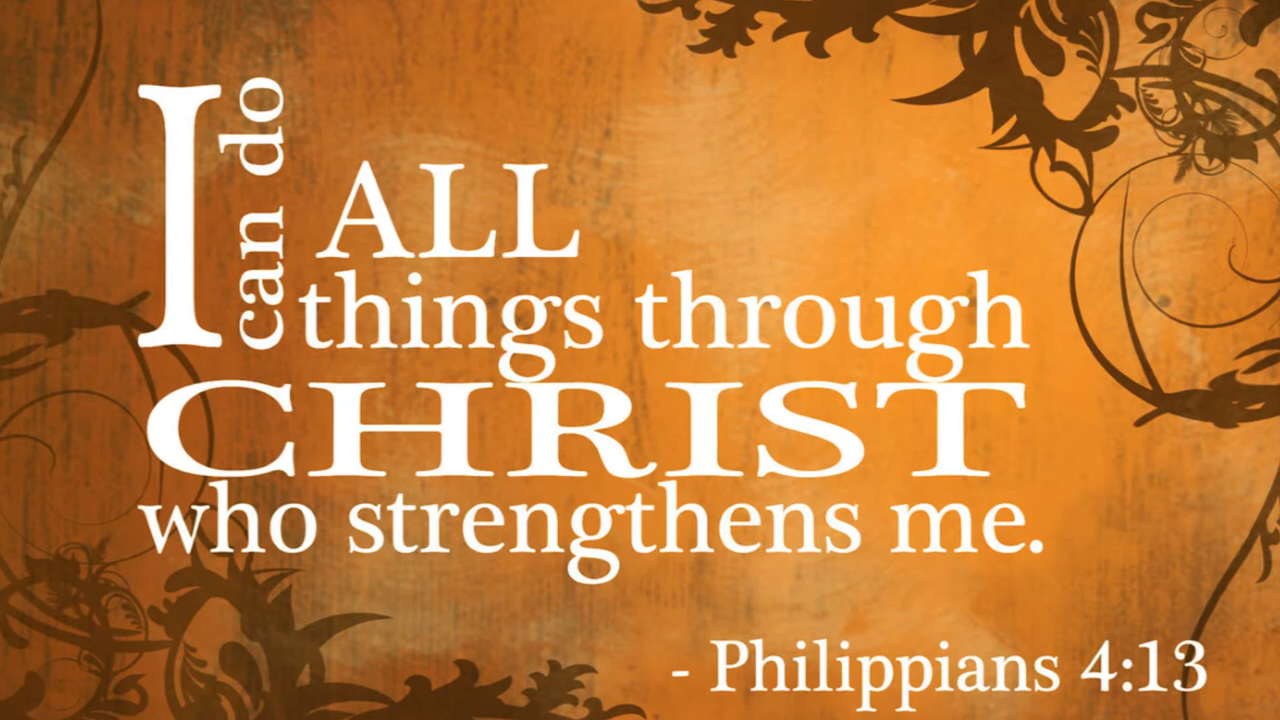 I can do ALL
things through
CHRIST
who strengthens me.
- Philippians 4:13